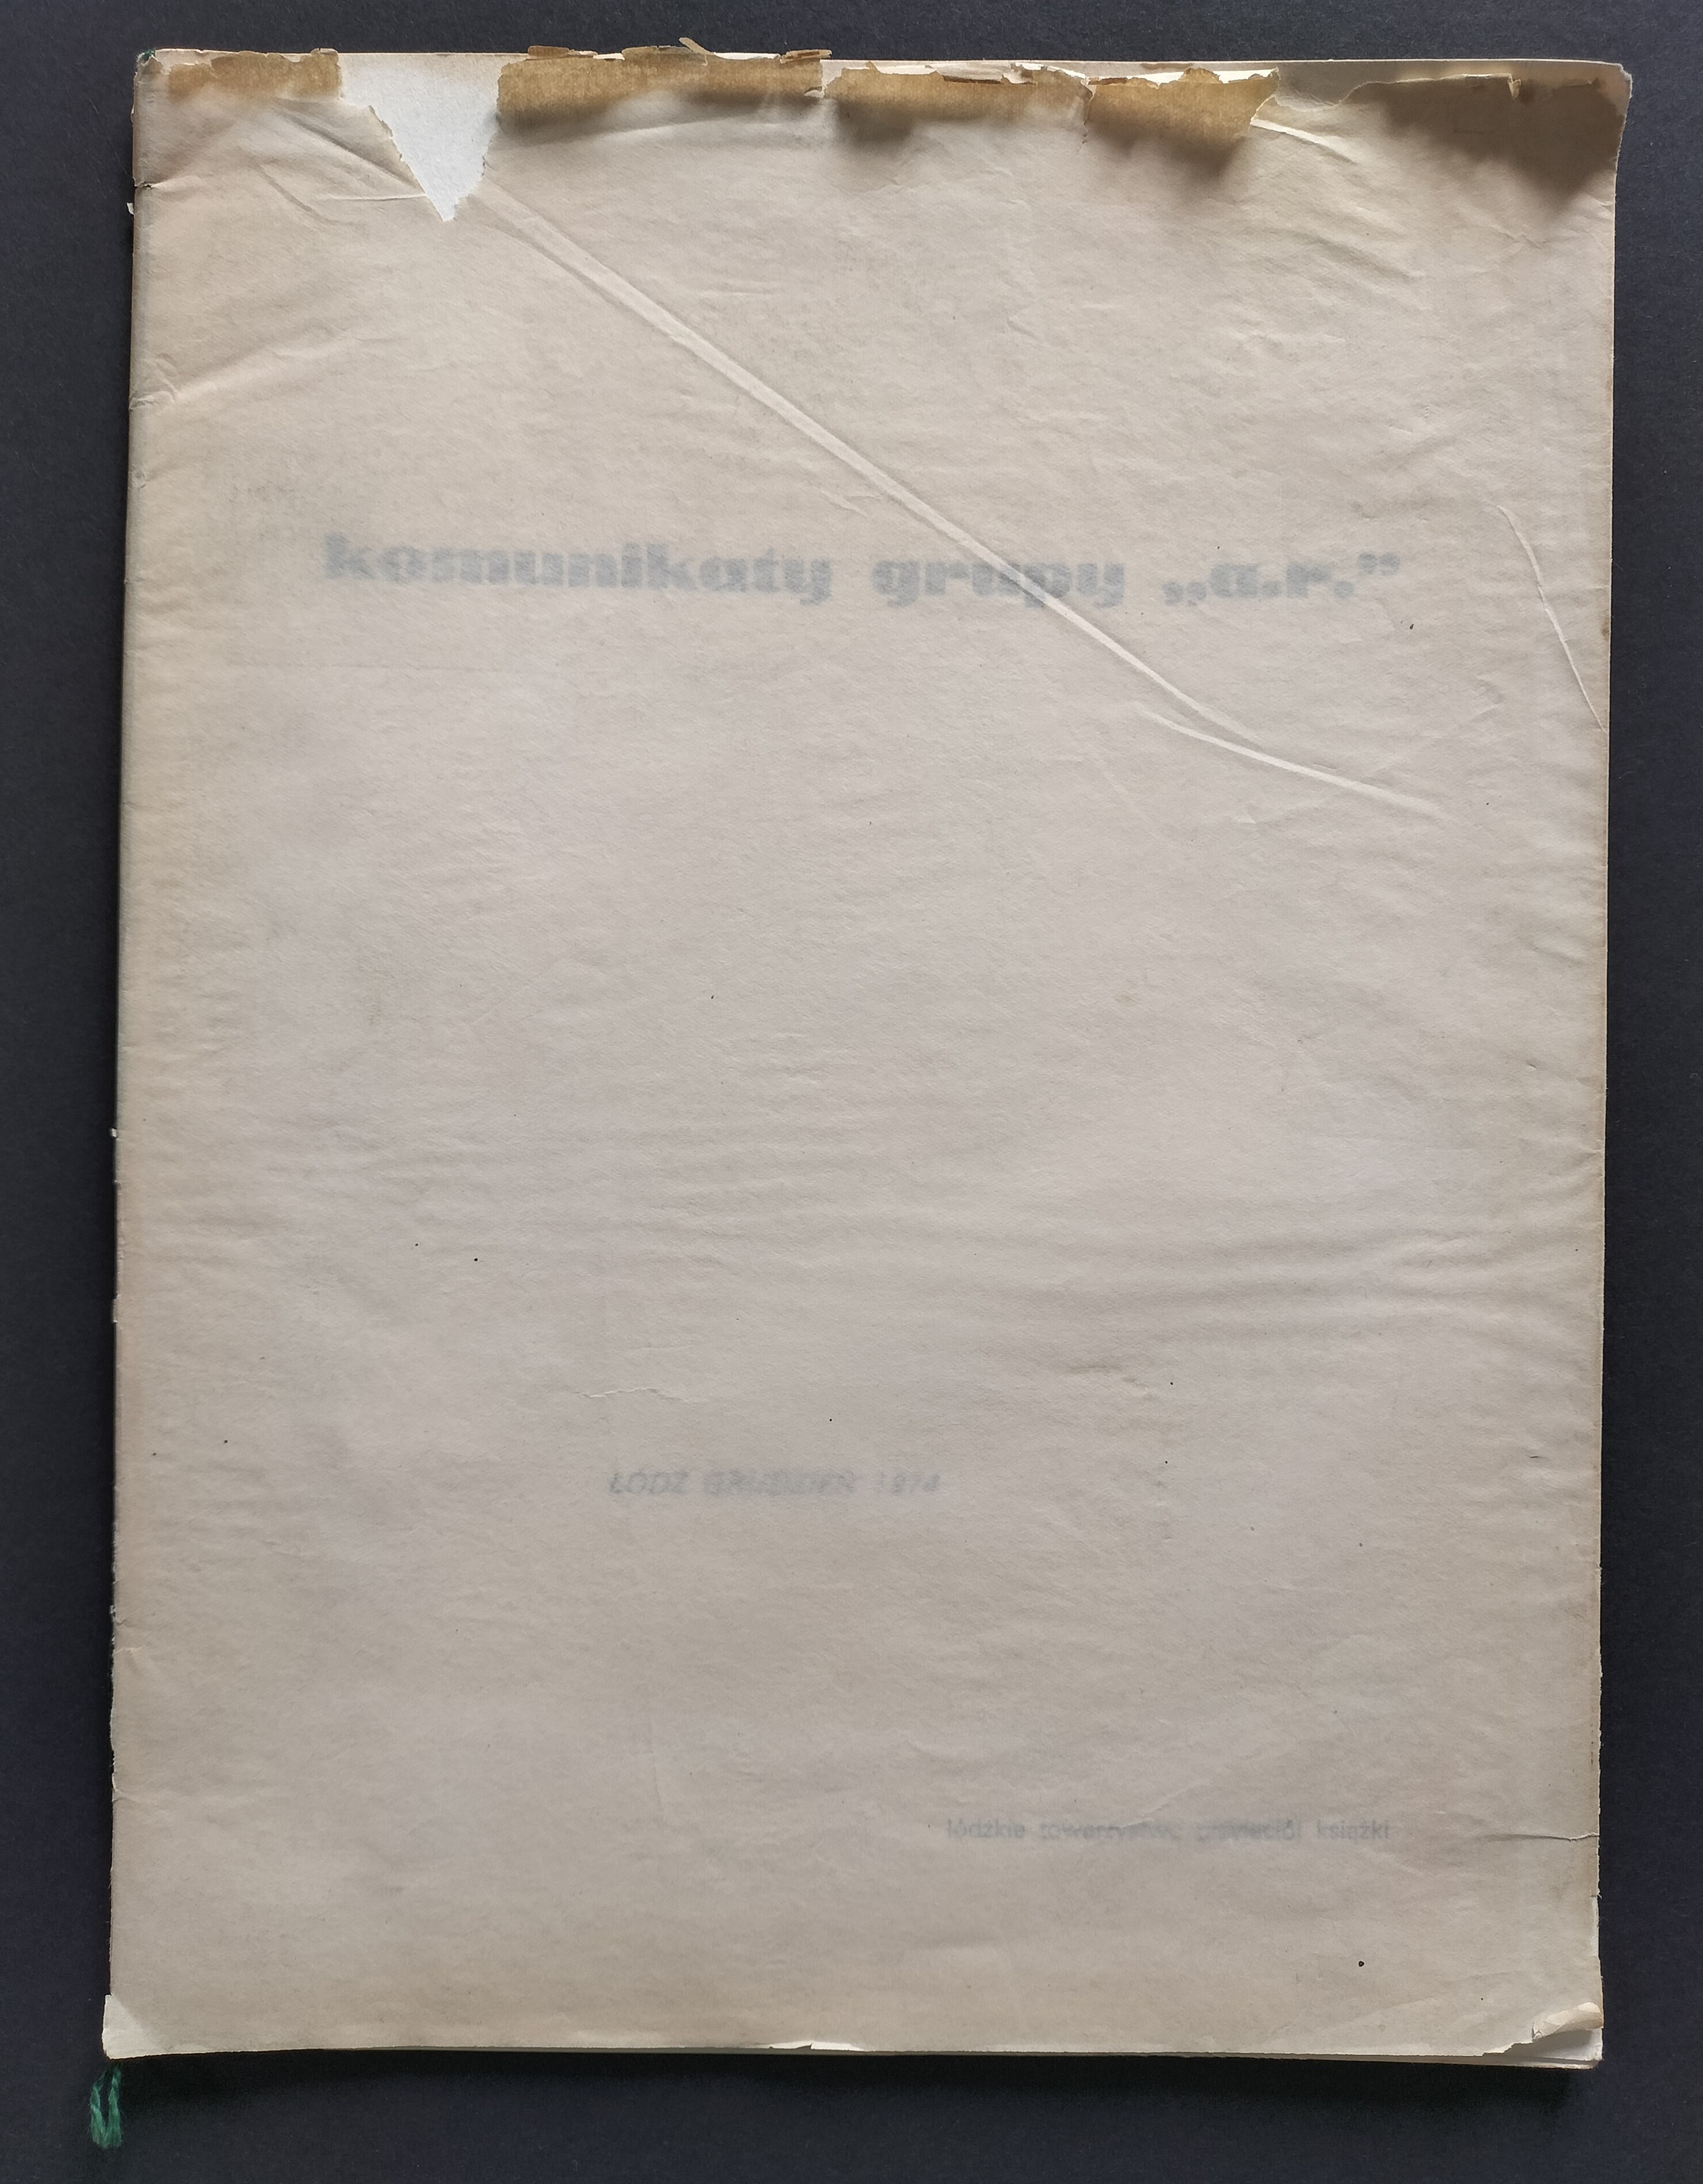 komunikaty grupy „a.r.”
ŁÓDŹ GRUDZIEŃ 1974
łódzkie towarzystwo przyjaciół książki